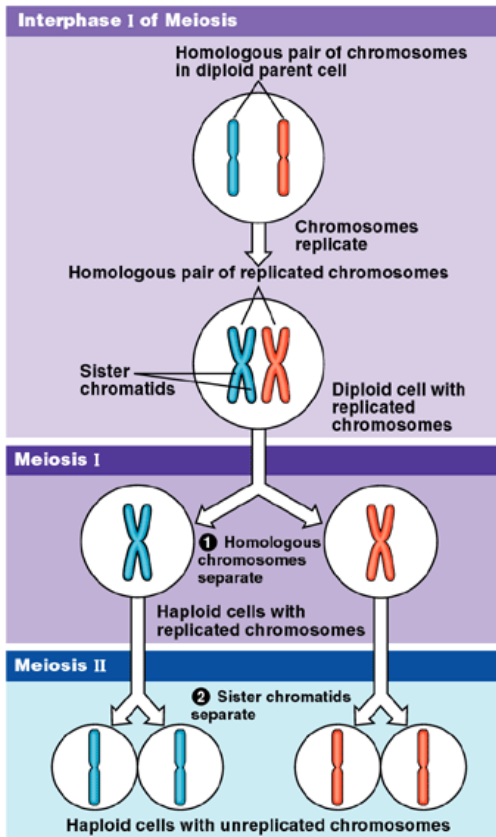 Interphase I of Meiosis
Homologous pair of chromosomes
in diploid parent cell
Chromosomes
replicate
Homologous pair of replicated chromosomes
Sister
chromatids
Diploid cell with
replicated
chromosomes
Meiosis I
1 Homologous
chromosomes
separate
Haploid cells with
replicated chromosomes
Meiosis II
2 Sister chromatids
separate
Haploid cells with unreplicated chromosomes